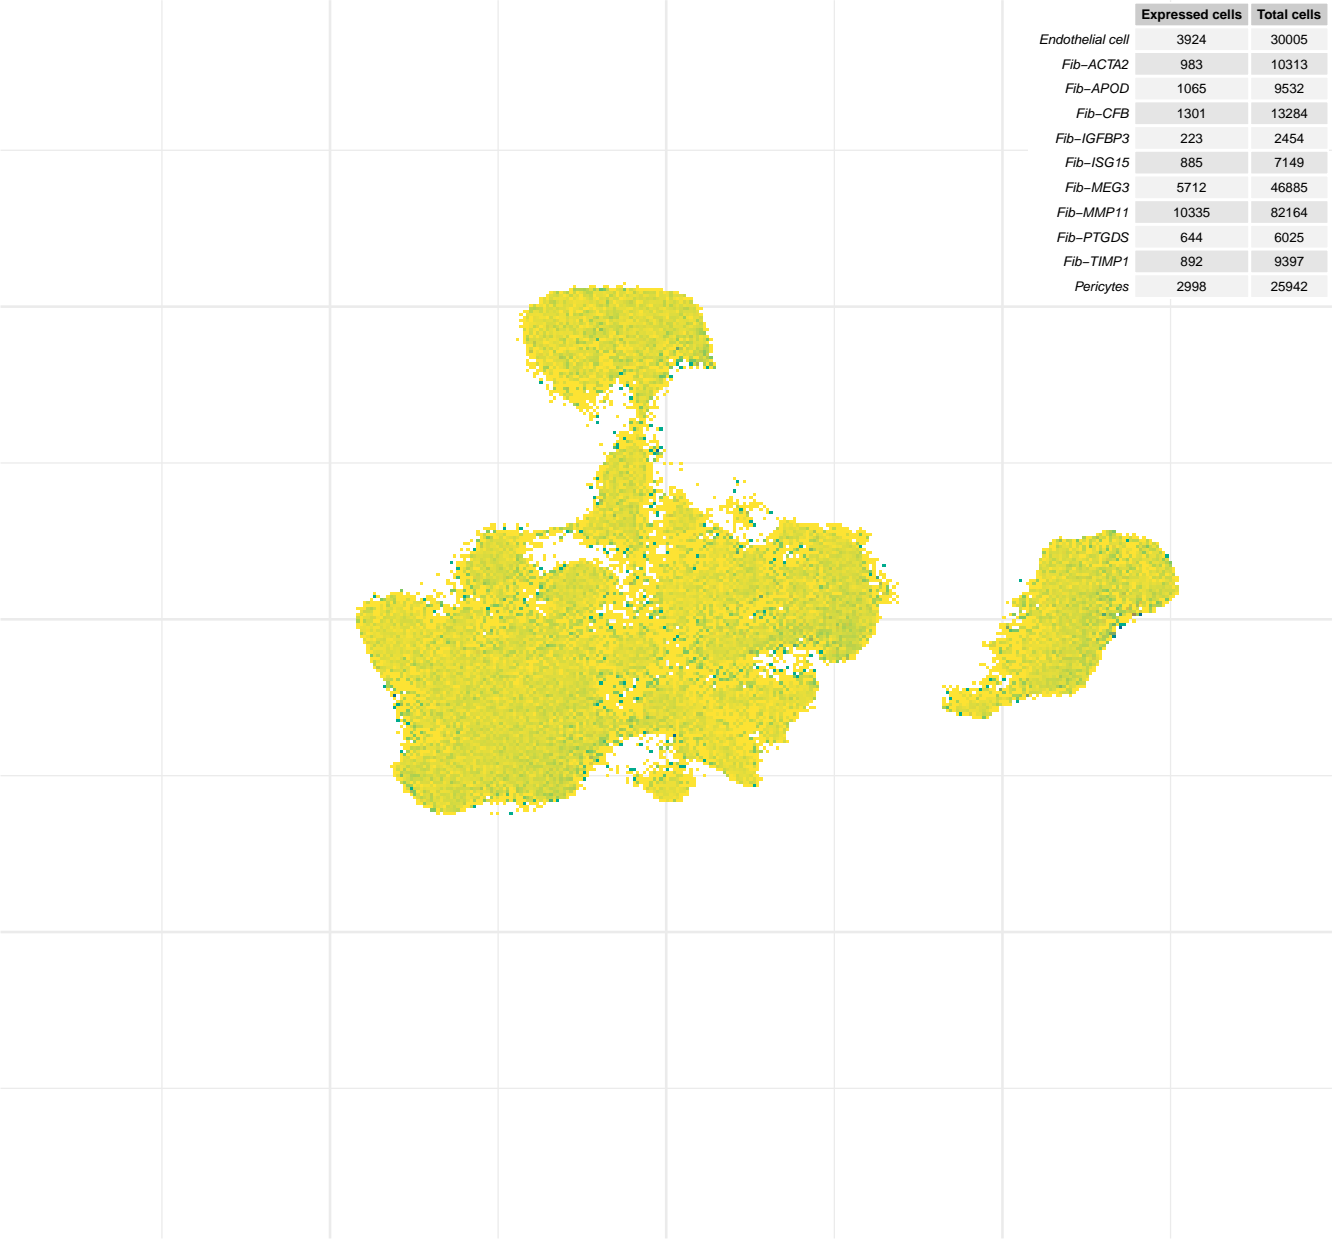 Expressed cells Total cells
Endothelial cell 3924 30005
Fib−ACTA2 983 10313
Fib−APOD 1065 9532
Fib−CFB 1301 13284
Fib−IGFBP3 223 2454
Fib−ISG15 885 7149
Fib−MEG3 5712 46885
Fib−MMP11 10335 82164
Fib−PTGDS 644 6025
Fib−TIMP1 892 9397
Pericytes 2998 25942